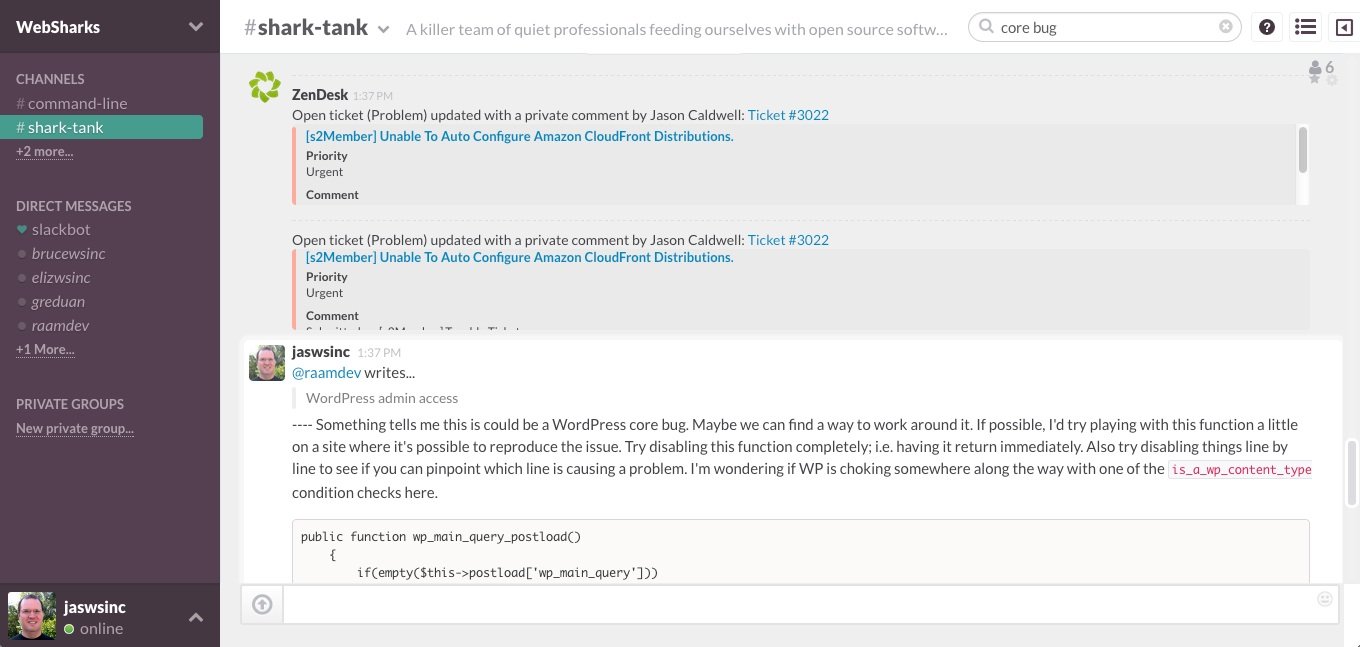 WebSharks
CHANNELS
# command-line
# shark-tank
+2 more...
DIRECT MESSAGES
slackbot
brucewsinc
elizwsinc
greduan
raamdev
+1 More...
PRIVATE GROUPS
New private group...
jaswsinc
online
#shark-tank
A killer team of quiet professionals feeding ourselves with open source softw...
core bug
6
ZenDesk 1:37 PM
Open ticket (Problem) updated with a private comment by Jason Caldwell: Ticket #3022
[s2Member] Unable To Auto Configure Amazon CloudFront Distributions.
Priority
Urgent
Comment
Open ticket (Problem) updated with a private comment by Jason Caldwell: Ticket #3022
[s2Member] Unable To Auto Configure Amazon CloudFront Distributions.
Priority
Urgent
Comment
jaswsinc 1:37 PM
@raamdev writes...
WordPress admin access
---- Something tells me this is could be a WordPress core bug. Maybe we can find a way to work around it. If possible, I'd try playing with this function a little
on a site where it's possible to reproduce the issue. Try disabling this function completely; i.e. having it return immediately. Also try disabling things line by
line to see if you can pinpoint which line is causing a problem. I'm wondering if WP is choking somewhere along the way with one of the is_a_wp_content_type
condition checks here.
public function wp_main_query_postload()
{
if(empty($this->postload['wp_main_query']))